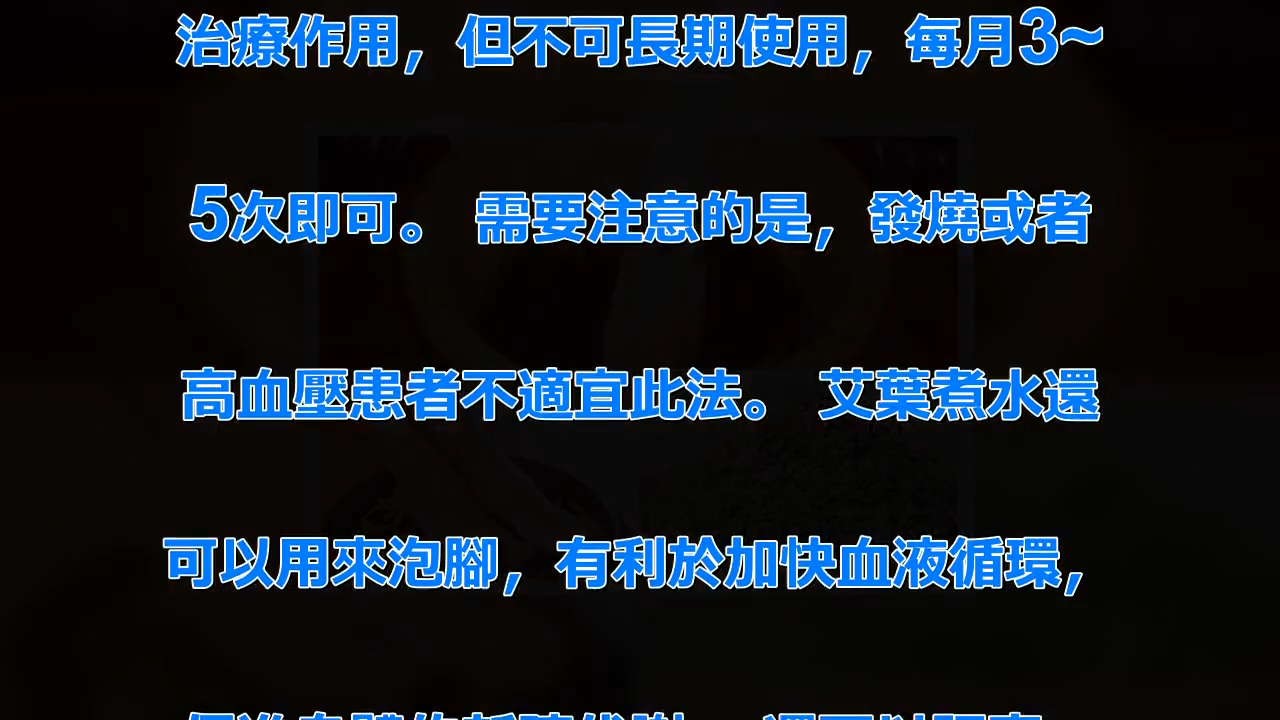 治療作用，但不可長期使用，每月3~
5次即可。 需要注意的是，發燒或者
高血壓患者不適宜此法。 艾葉煮水還
可以用來泡腳，有利於加快血液循環，